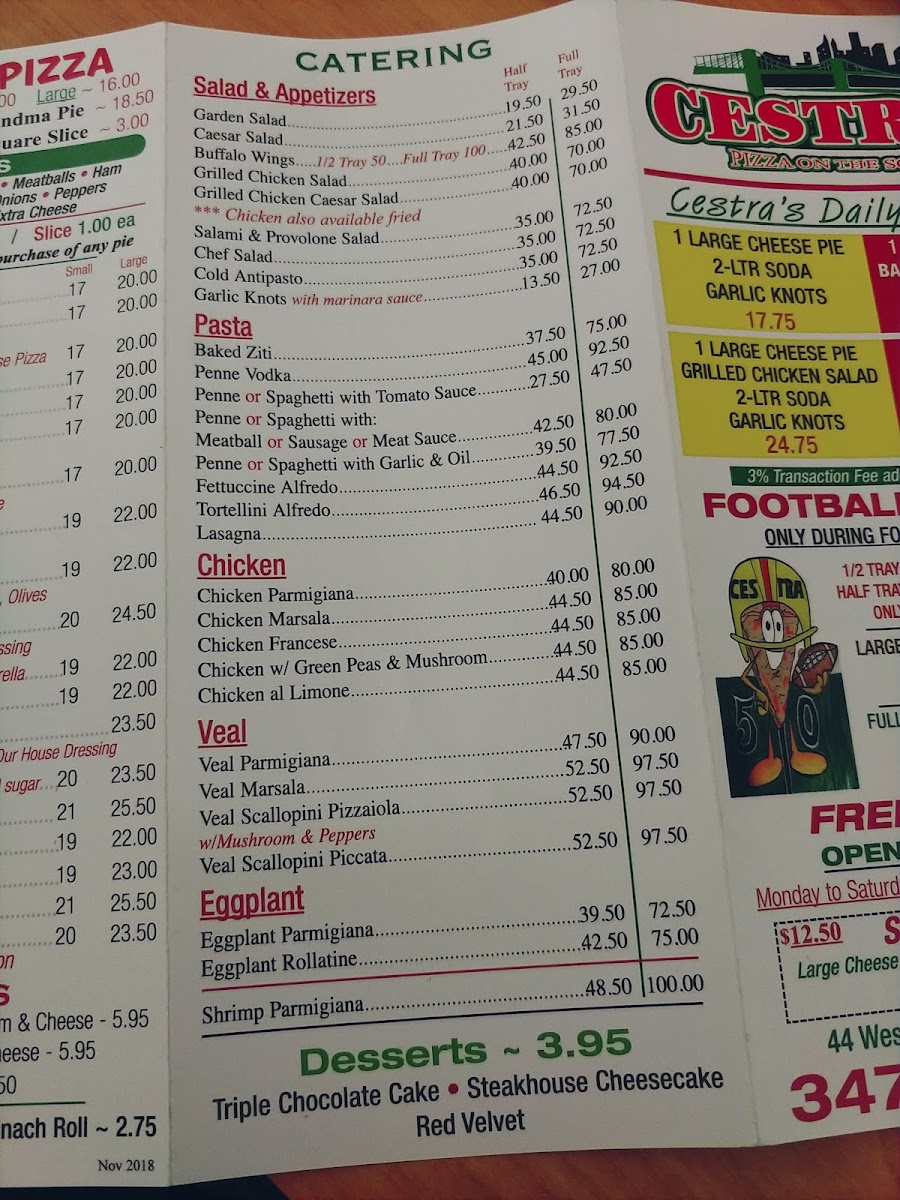 PIZZA
00 Large ~ 16.00
ndma Pie ~ 18.50
uare Slice ~ 3.00
S
• Meatballs • Ham
nions • Peppers
xtra Cheese
/ Slice 1.00 ea
purchase of any pie
Small Large
17 20.00
17 20.00
se Pizza 17 20.00
17 20.00
17 20.00
17 20.00
17 20.00
e
19 22.00
19 22.00
, Olives
20 24.50
ssing
rella 19 22.00
19 22.00
23.50
Our House Dressing
l sugar 20 23.50
21 25.50
19 22.00
19 23.00
21 25.50
20 23.50
on
S
m & Cheese - 5.95
heese - 5.95
50
nach Roll ~ 2.75
Nov 2018
CATERING
Half Tray Full Tray
Salad & Appetizers
Garden Salad 19.50 29.50
Caesar Salad 21.50 31.50
Buffalo Wings.....1/2 Tray 50....Full Tray 100.....42.50 85.00
Grilled Chicken Salad 40.00 70.00
Grilled Chicken Caesar Salad 40.00 70.00
*** Chicken also available fried
Salami & Provolone Salad 35.00 72.50
Chef Salad 35.00 72.50
Cold Antipasto 35.00 72.50
Garlic Knots with marinara sauce 13.50 27.00
Pasta
Baked Ziti 37.50 75.00
Penne Vodka 45.00 92.50
Penne or Spaghetti with Tomato Sauce 27.50 47.50
Penne or Spaghetti with:
Meatball or Sausage or Meat Sauce 42.50 80.00
Penne or Spaghetti with Garlic & Oil 39.50 77.50
Fettuccine Alfredo 44.50 92.50
Tortellini Alfredo 46.50 94.50
Lasagna 44.50 90.00
Chicken
Chicken Parmigiana 40.00 80.00
Chicken Marsala 44.50 85.00
Chicken Francese 44.50 85.00
Chicken w/ Green Peas & Mushroom 44.50 85.00
Chicken al Limone 44.50 85.00
Veal
Veal Parmigiana 47.50 90.00
Veal Marsala 52.50 97.50
Veal Scallopini Pizzaiola 52.50 97.50
w/Mushroom & Peppers
Veal Scallopini Piccata 52.50 97.50
Eggplant
Eggplant Parmigiana 39.50 72.50
Eggplant Rollatine 42.50 75.00
Shrimp Parmigiana 48.50 100.00
Desserts ~ 3.95
Triple Chocolate Cake • Steakhouse Cheesecake
Red Velvet
CESTR
PIZZA ON THE S
Cestra's Daily
1 LARGE CHEESE PIE
2-LTR SODA
GARLIC KNOTS
17.75
1
BA
1 LARGE CHEESE PIE
GRILLED CHICKEN SALAD
2-LTR SODA
GARLIC KNOTS
24.75
3% Transaction Fee ad
FOOTBALL
ONLY DURING FO
CES TRA
50
1/2 TRAY
HALF TRA
ONL
LARGE
FULL
FREE
OPEN
Monday to Saturd
$12.50 S
Large Cheese
44 Wes
347